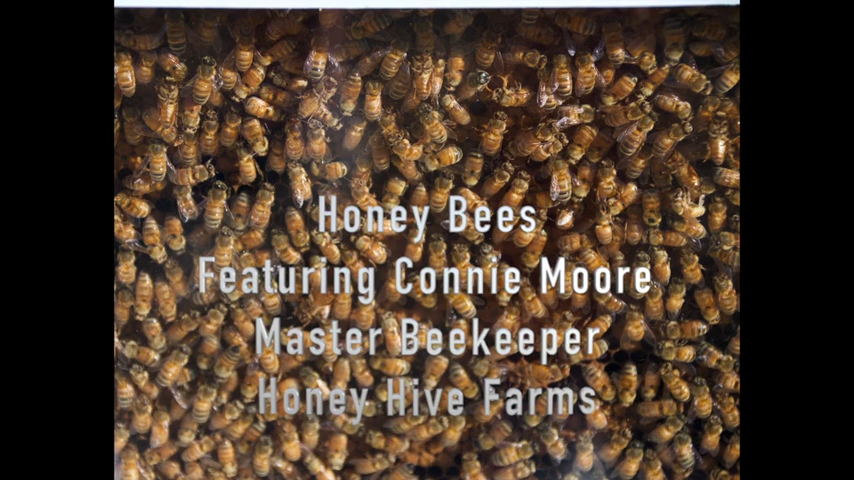 Honey Bees
Featuring Connie Moore
Master Beekeeper
Honey Hive Farms